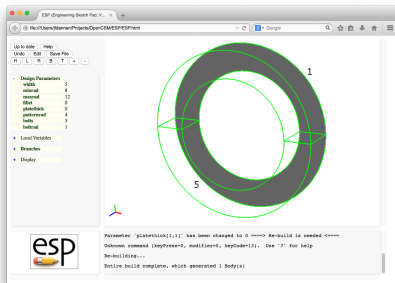 ESP (Engineering Sketch Pad, V...
file:///Users/jfdannen/Projects/OpenCSM/ESP/ESP.html
Google
Up to date Help
Undo Edit Save File
H L R B T + -
- Design Parameters
width 5
minrad 8
maxrad 12
fillet 0
platethick 0
patternrad 4
bolts 5
boltrad 1
+ Local Variables
+ Branches
+ Display
1
5
esp
Parameter 'platethick[1,1]' has been changed to 0 ====> Re-build is needed <====
Unknown command (keyPress=0, modifier=0, keyCode=13). Use '?' for help
Re-building...
Entire build complete, which generated 1 Body(s)